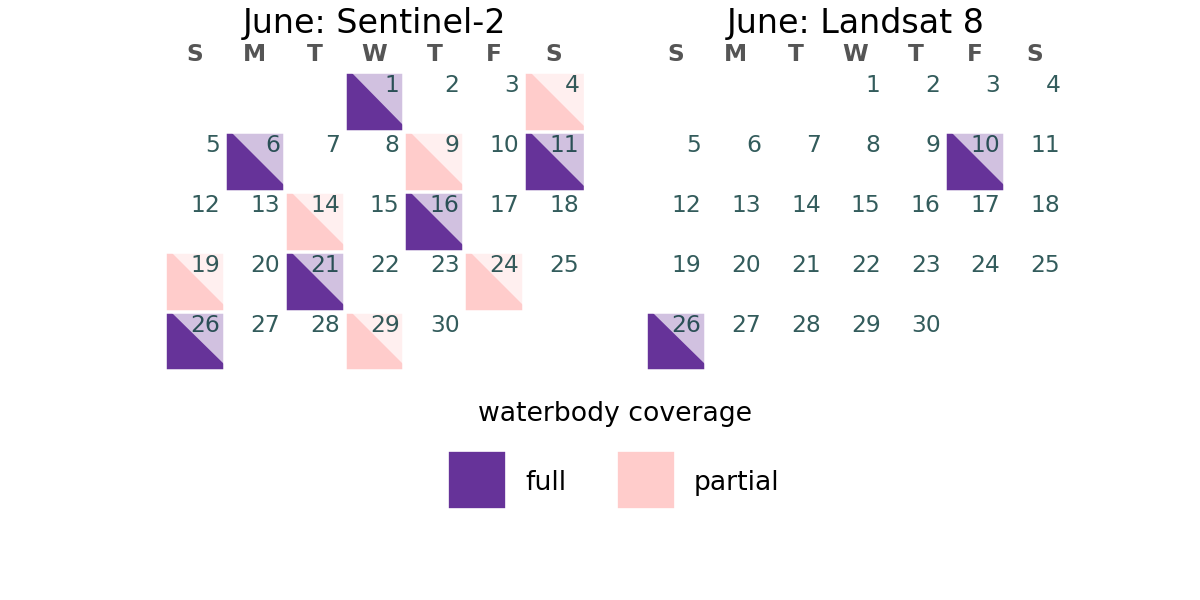 June: Sentinel-2
S M T W T F S
1 2 3 4
5 6 7 8 9 10 11
12 13 14 15 16 17 18
19 20 21 22 23 24 25
26 27 28 29 30
June: Landsat 8
S M T W T F S
1 2 3 4
5 6 7 8 9 10 11
12 13 14 15 16 17 18
19 20 21 22 23 24 25
26 27 28 29 30
waterbody coverage
full partial